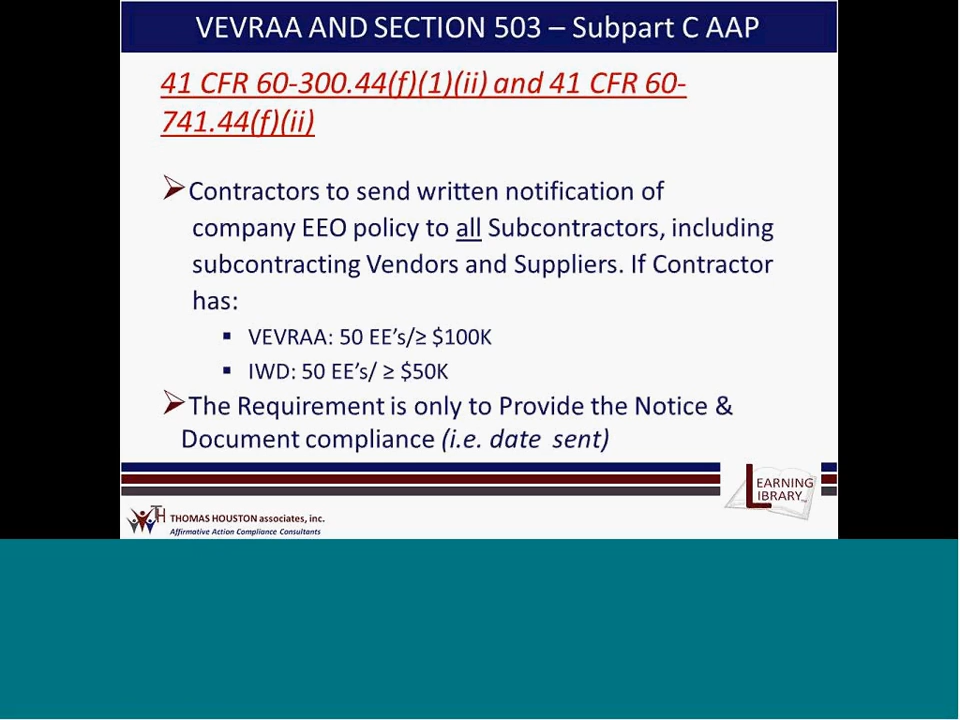 VEVRAA AND SECTION 503 – Subpart C AAP
41 CFR 60-300.44(f)(1)(ii) and 41 CFR 60-
741.44(f)(ii)
Contractors to send written notification of
company EEO policy to all Subcontractors, including
subcontracting Vendors and Suppliers. If Contractor
has:
VEVRAA: 50 EE’s/≥ $100K
IWD: 50 EE’s/ ≥ $50K
The Requirement is only to Provide the Notice &
Document compliance (i.e. date sent)
LEARNING
LIBRARY
TH THOMAS HOUSTON associates, inc.
Affirmative Action Compliance Consultants